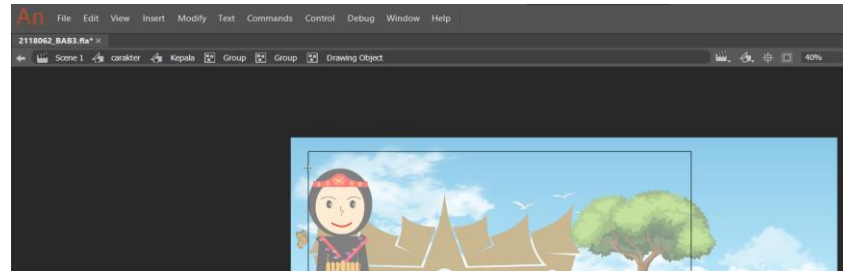 An File Edit View Insert Modify Text Commands Control Debug Window Help
2118062_BAB3.fla* ×
Scene 1 carakter Kepala Group Group Drawing Object 40%